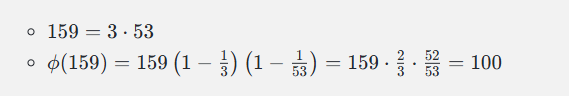 159 = 3 · 53
ϕ(159) = 159 (1 − 1/3) (1 − 1/53) = 159 · 2/3 · 52/53 = 100